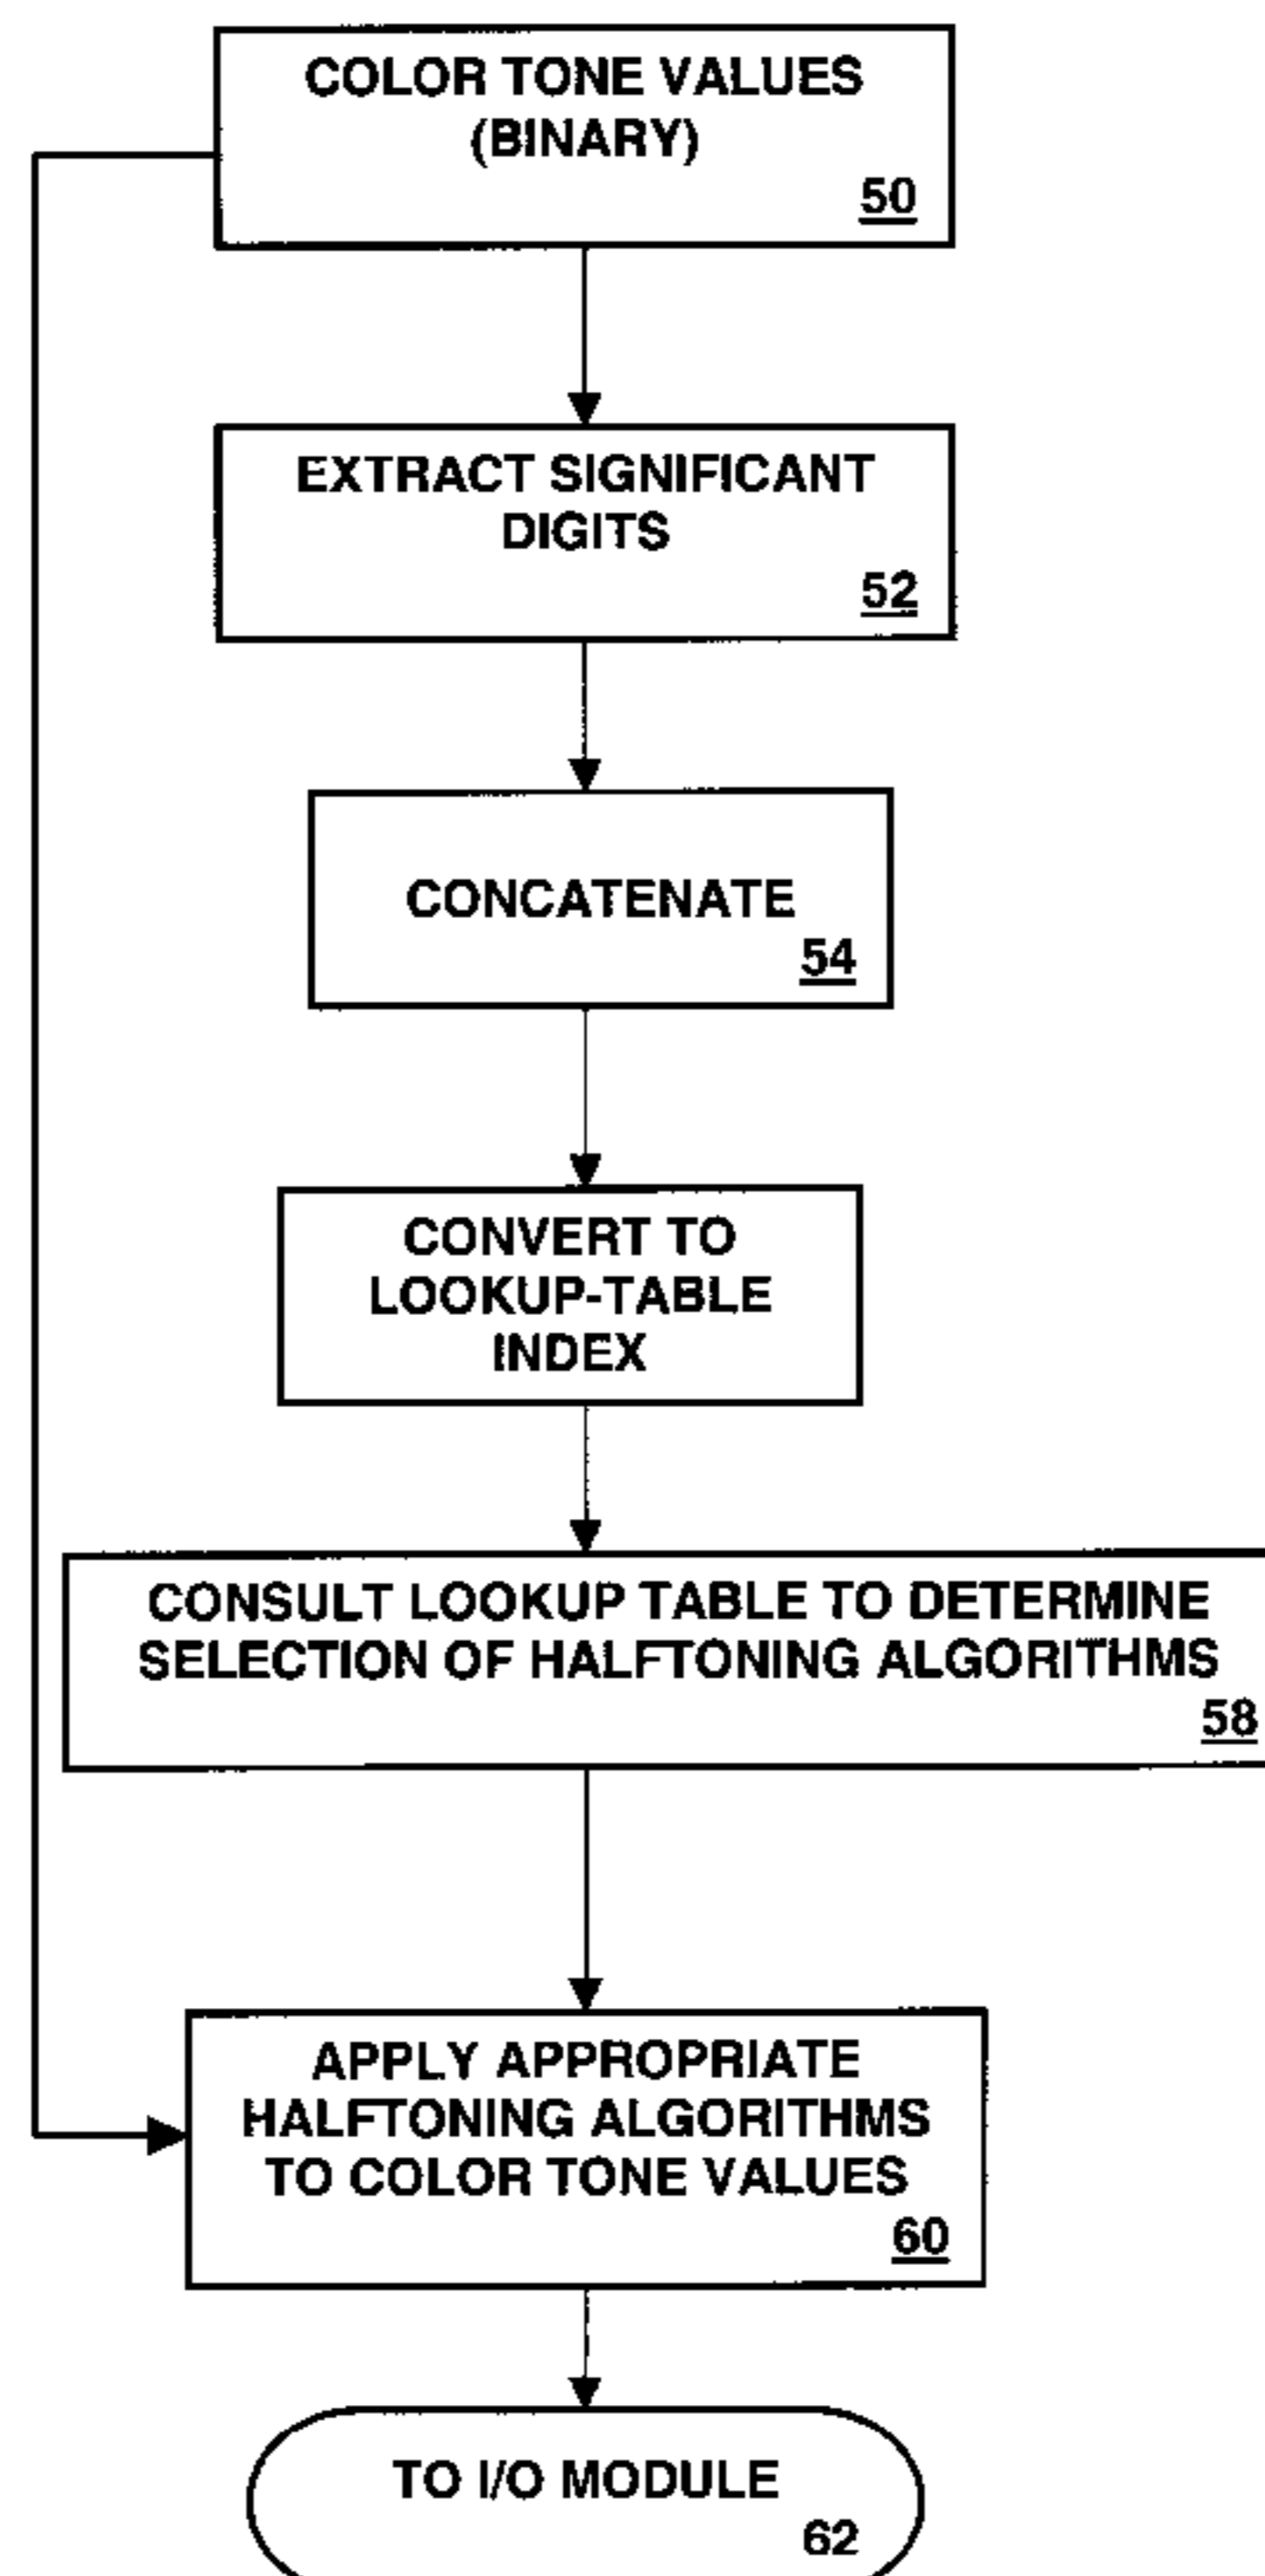 COLOR TONE VALUES
(BINARY)
50
EXTRACT SIGNIFICANT
DIGITS
52
CONCATENATE
54
CONVERT TO
LOOKUP-TABLE
INDEX
CONSULT LOOKUP TABLE TO DETERMINE
SELECTION OF HALFTONING ALGORITHMS
58
APPLY APPROPRIATE
HALFTONING ALGORITHMS
TO COLOR TONE VALUES
60
TO I/O MODULE
62